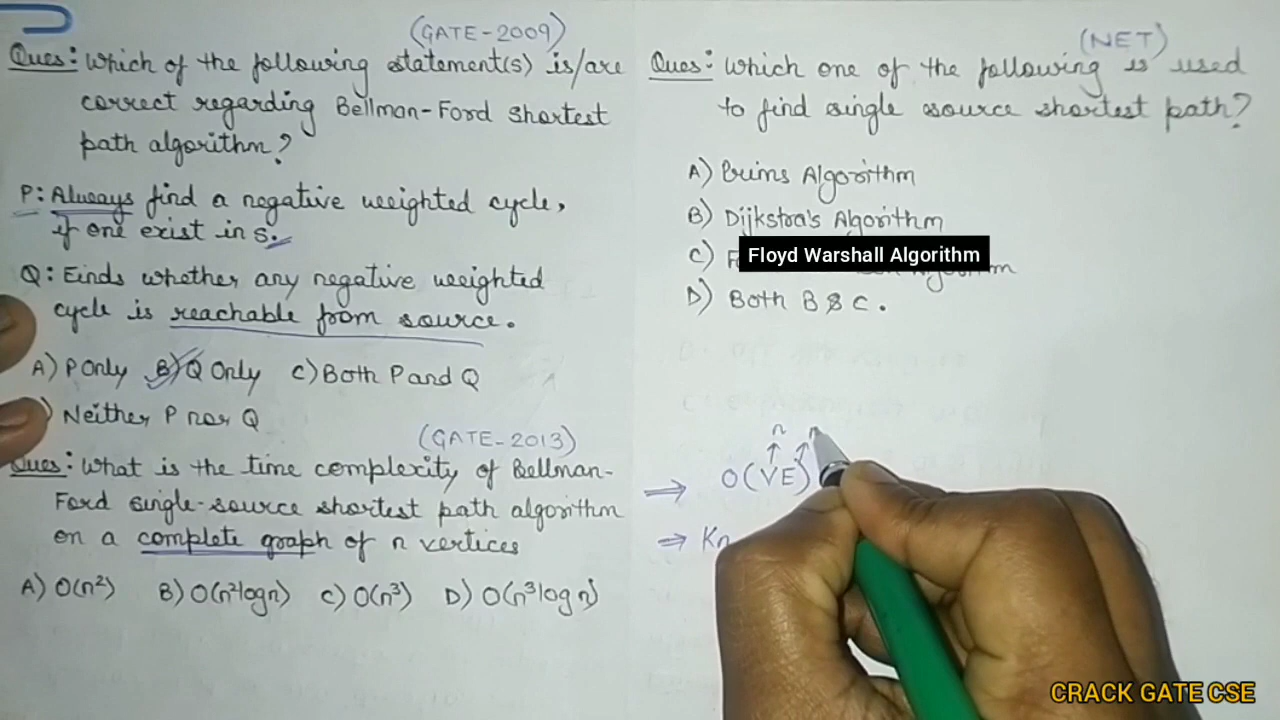 (GATE-2009)
Ques: Which of the following statement(s) is/are
correct regarding Bellman-Ford shortest
path algorithm?
P: Always find a negative weighted cycle,
if one exist in s.
Q: Finds whether any negative weighted
cycle is reachable from source.
A) P Only B) Q Only C) Both P and Q
) Neither P nor Q
(GATE-2013)
Ques: What is the time complexity of Bellman-
Ford single-source shortest path algorithm
on a complete graph of n vertices
A) O(n²) B) O(n²logn) C) O(n³) D) O(n³log n)
(NET)
Ques: Which one of the following is used
to find single source shortest path?
A) Prims Algorithm
B) Dijkstra's Algorithm
C)
Floyd Warshall Algorithm
D) Both B & C.
n
⇒ O(VE)
⇒ Kn
CRACK GATE CSE